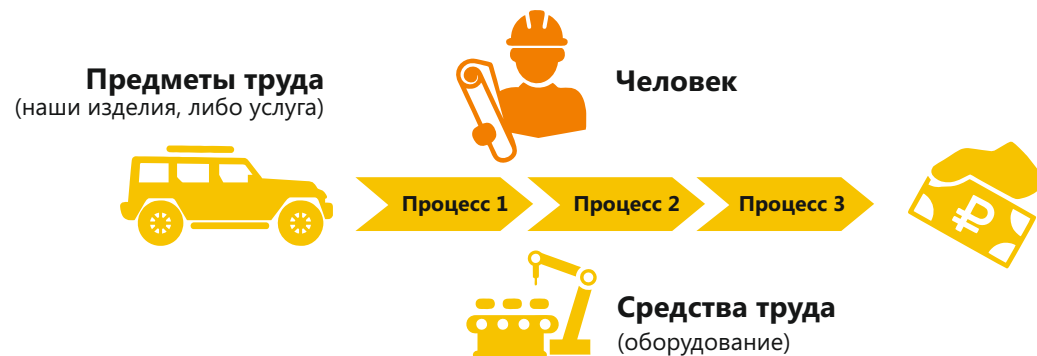 Предметы труда
(наши изделия, либо услуга)
Человек
Процесс 1
Процесс 2
Процесс 3
₽
Средства труда
(оборудование)